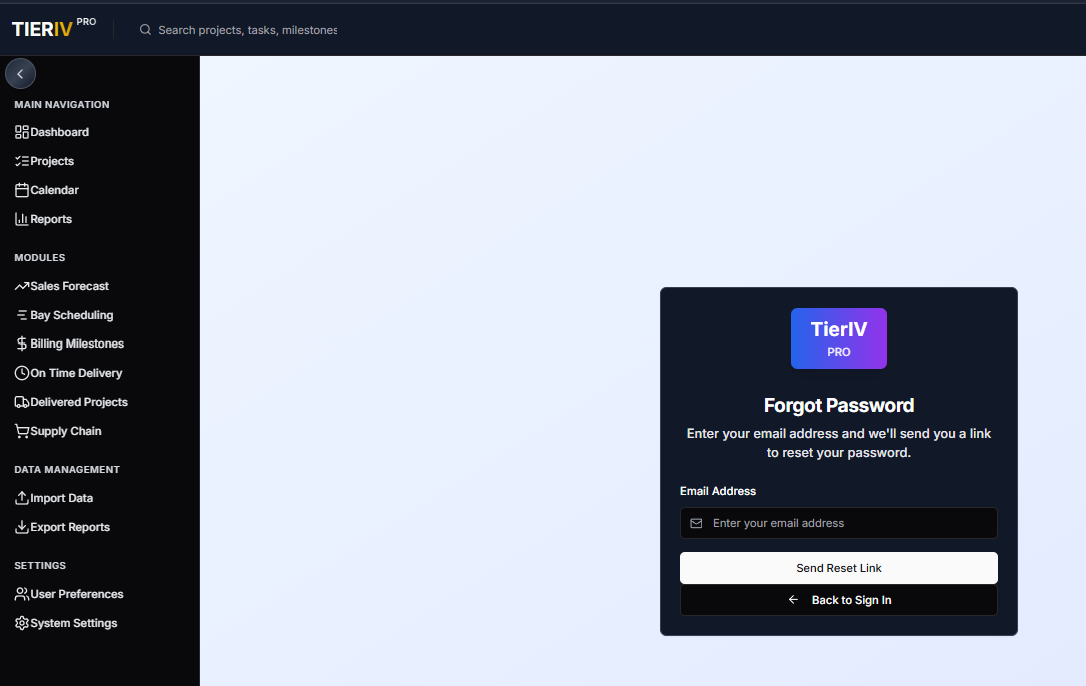 TIERIV PRO
Search projects, tasks, milestones
MAIN NAVIGATION
Dashboard
Projects
Calendar
Reports
MODULES
Sales Forecast
Bay Scheduling
Billing Milestones
On Time Delivery
Delivered Projects
Supply Chain
DATA MANAGEMENT
Import Data
Export Reports
SETTINGS
User Preferences
System Settings
TierIV
PRO
Forgot Password
Enter your email address and we'll send you a link
to reset your password.
Email Address
Enter your email address
Send Reset Link
Back to Sign In